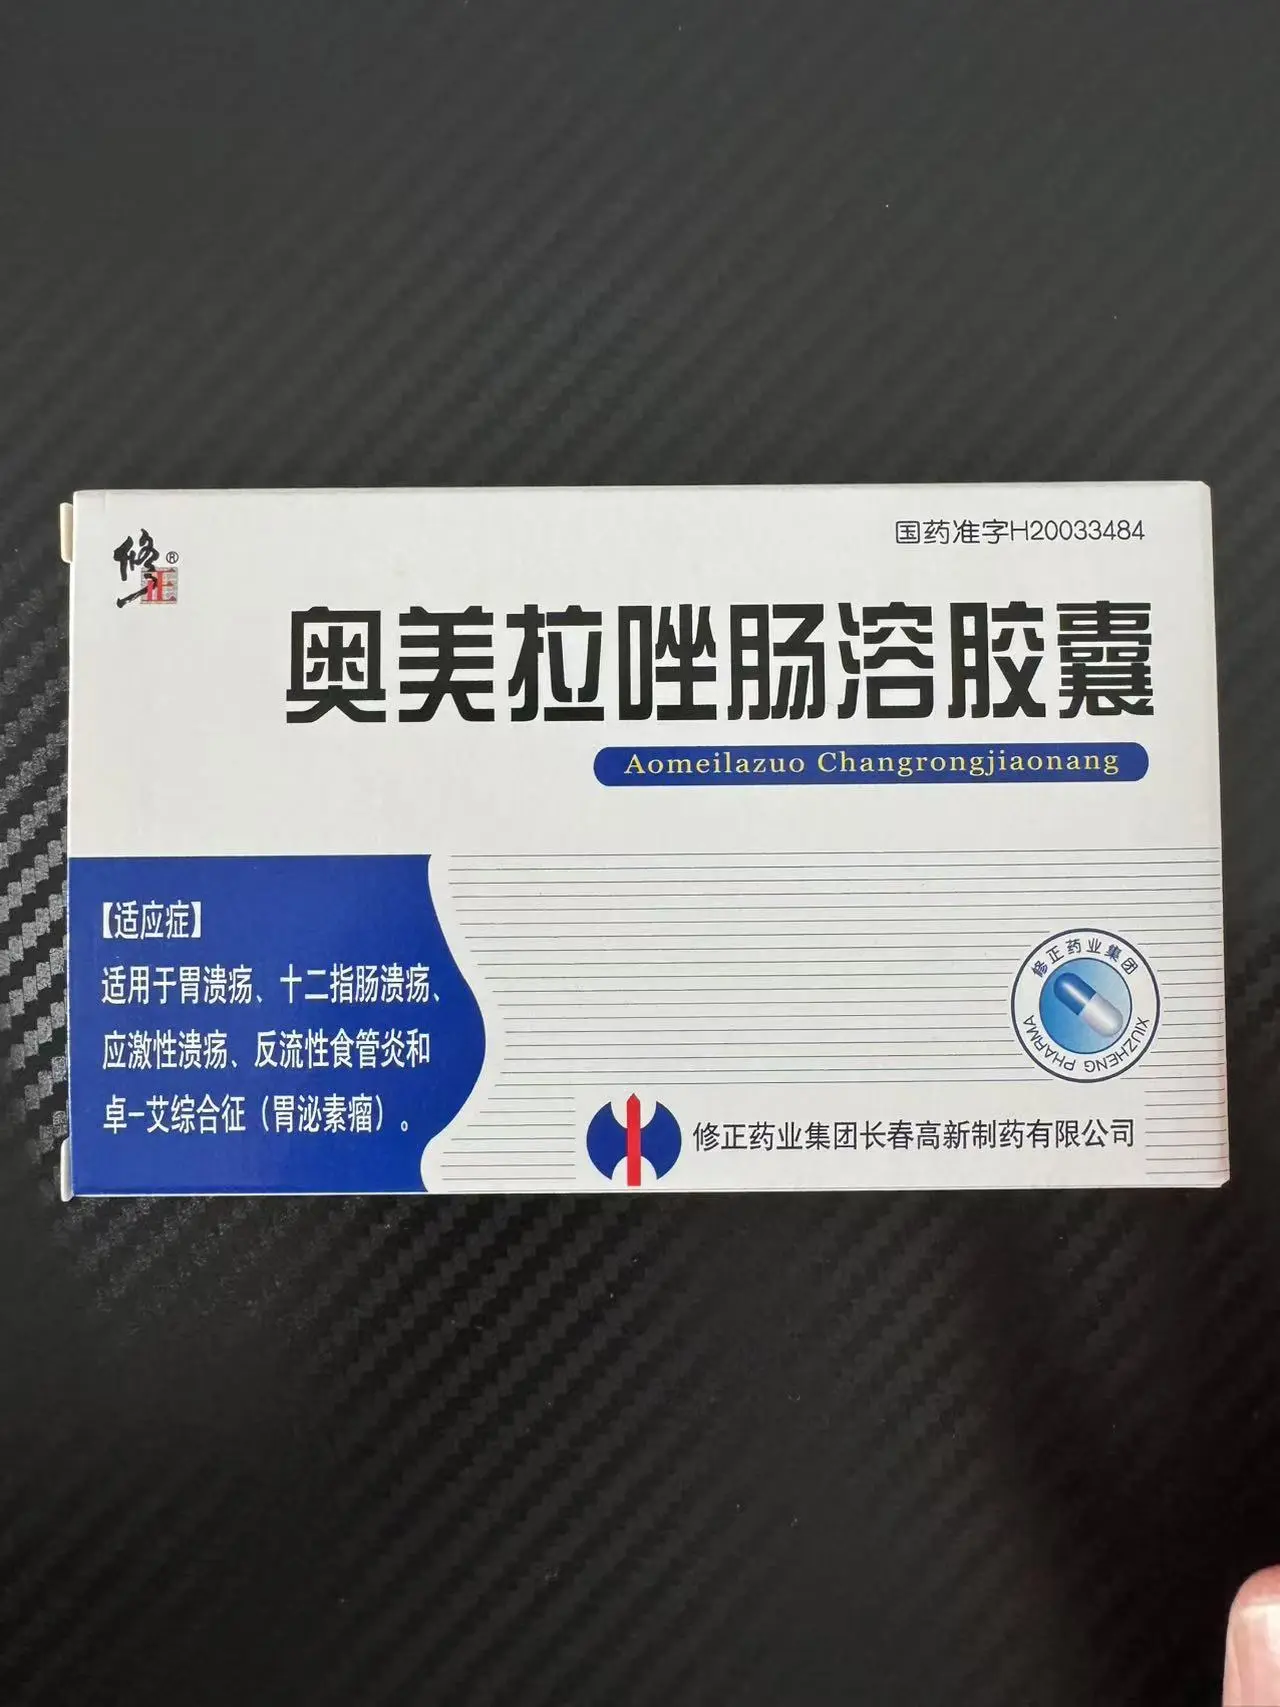 修正®
国药准字H20033484
奥美拉唑肠溶胶囊
Aomeilazuo Changrongjiaonang
【适应症】
适用于胃溃疡、十二指肠溃疡、
应激性溃疡、反流性食管炎和
卓-艾综合征（胃泌素瘤）。
修正药业集团
XIUZHENG PHARMA
修正药业集团长春高新制药有限公司